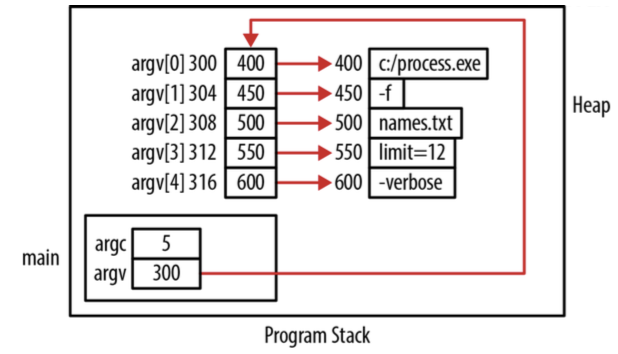 argv[0] 300 400 400 c:/process.exe
argv[1] 304 450 450 -f
argv[2] 308 500 500 names.txt
argv[3] 312 550 550 limit=12
argv[4] 316 600 600 -verbose
Heap
main
argc 5
argv 300
Program Stack